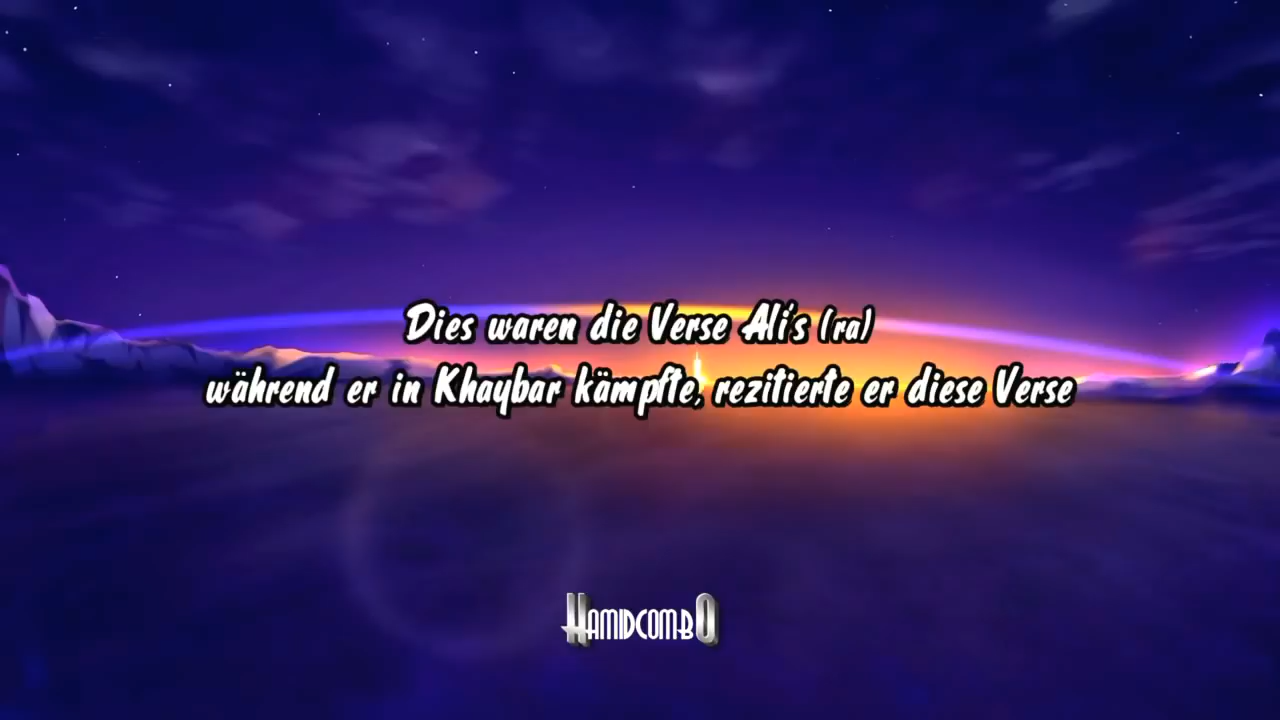 Dies waren die Verse Ali's (ra)
während er in Khaybar kämpfte, rezitierte er diese Verse
HAMIDCOMBO